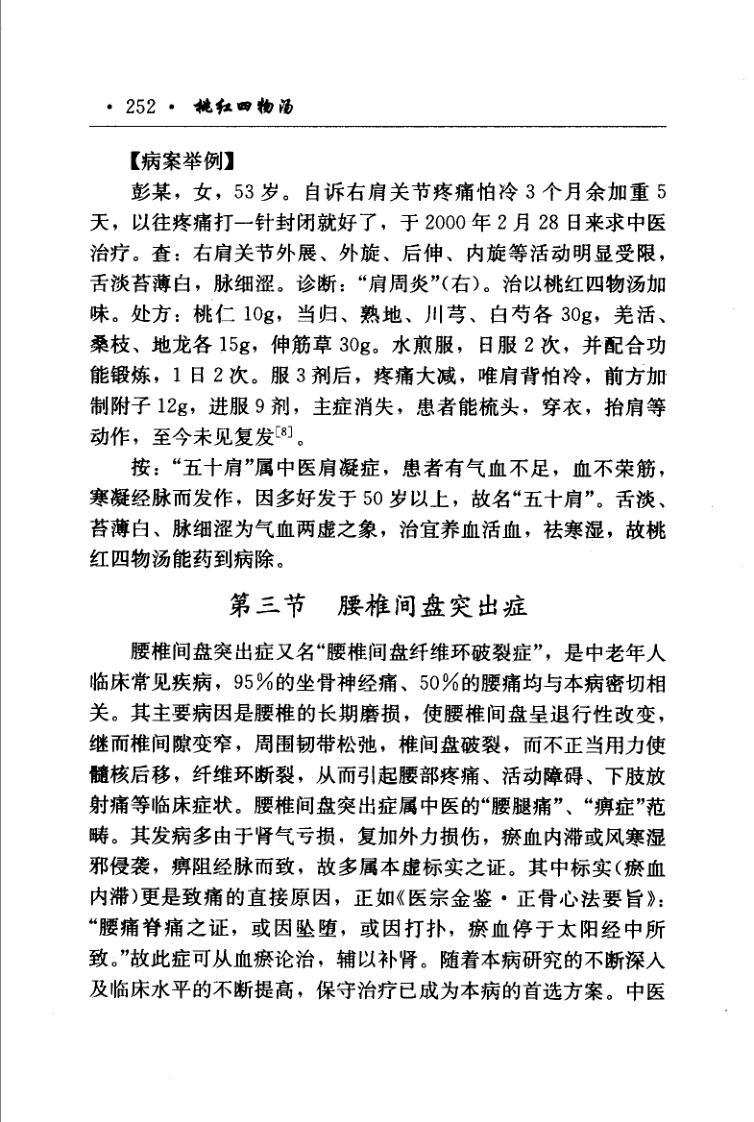 · 252 · 桃红四物汤
【病案举例】
彭某，女，53 岁。自诉右肩关节疼痛怕冷 3 个月余加重 5
天，以往疼痛打一针封闭就好了，于 2000 年 2 月 28 日来求中医
治疗。查：右肩关节外展、外旋、后伸、内旋等活动明显受限，
舌淡苔薄白，脉细涩。诊断：“肩周炎”(右)。治以桃红四物汤加
味。处方：桃仁 10g，当归、熟地、川芎、白芍各 30g，羌活、
桑枝、地龙各 15g，伸筋草 30g。水煎服，日服 2 次，并配合功
能锻炼，1 日 2 次。服 3 剂后，疼痛大减，唯肩背怕冷，前方加
制附子 12g，进服 9 剂，主症消失，患者能梳头，穿衣，抬肩等
动作，至今未见复发[8]。
按：“五十肩”属中医肩凝症，患者有气血不足，血不荣筋，
寒凝经脉而发作，因多好发于 50 岁以上，故名“五十肩”。舌淡、
苔薄白、脉细涩为气血两虚之象，治宜养血活血，祛寒湿，故桃
红四物汤能药到病除。
第三节 腰椎间盘突出症
腰椎间盘突出症又名“腰椎间盘纤维环破裂症”，是中老年人
临床常见疾病，95%的坐骨神经痛、50%的腰痛均与本病密切相
关。其主要病因是腰椎的长期磨损，使腰椎间盘呈退行性改变，
继而椎间隙变窄，周围韧带松弛，椎间盘破裂，而不正当用力使
髓核后移，纤维环断裂，从而引起腰部疼痛、活动障碍、下肢放
射痛等临床症状。腰椎间盘突出症属中医的“腰腿痛”、“痹症”范
畴。其发病多由于肾气亏损，复加外力损伤，瘀血内滞或风寒湿
邪侵袭，痹阻经脉而致，故多属本虚标实之证。其中标实(瘀血
内滞)更是致痛的直接原因，正如《医宗金鉴·正骨心法要旨》：
“腰痛脊痛之证，或因坠堕，或因打扑，瘀血停于太阳经中所
致。”故此症可从血瘀论治，辅以补肾。随着本病研究的不断深入
及临床水平的不断提高，保守治疗已成为本病的首选方案。中医